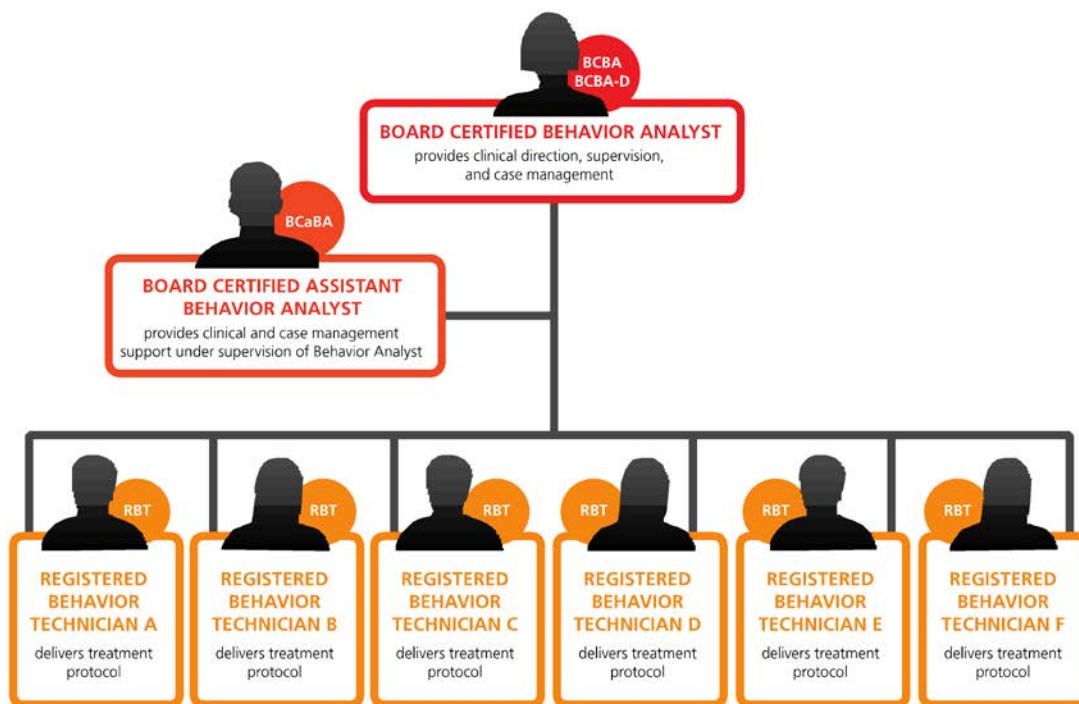 BCBA
BCBA-D
BOARD CERTIFIED BEHAVIOR ANALYST
provides clinical direction, supervision,
and case management
BCaBA
BOARD CERTIFIED ASSISTANT
BEHAVIOR ANALYST
provides clinical and case management
support under supervision of Behavior Analyst
RBT
REGISTERED
BEHAVIOR
TECHNICIAN A
delivers treatment
protocol
RBT
REGISTERED
BEHAVIOR
TECHNICIAN B
delivers treatment
protocol
RBT
REGISTERED
BEHAVIOR
TECHNICIAN C
delivers treatment
protocol
RBT
REGISTERED
BEHAVIOR
TECHNICIAN D
delivers treatment
protocol
RBT
REGISTERED
BEHAVIOR
TECHNICIAN E
delivers treatment
protocol
RBT
REGISTERED
BEHAVIOR
TECHNICIAN F
delivers treatment
protocol